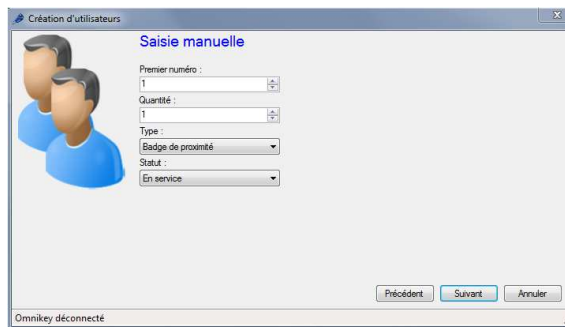 Création d'utilisateurs
Saisie manuelle
Premier numéro :
1
Quantité :
1
Type :
Badge de proximité
Statut :
En service
Précédent Suivant Annuler
Omnikey déconnecté